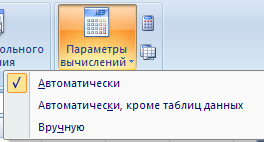 Параметры
вычислений
Автоматически
Автоматически, кроме таблиц данных
Вручную